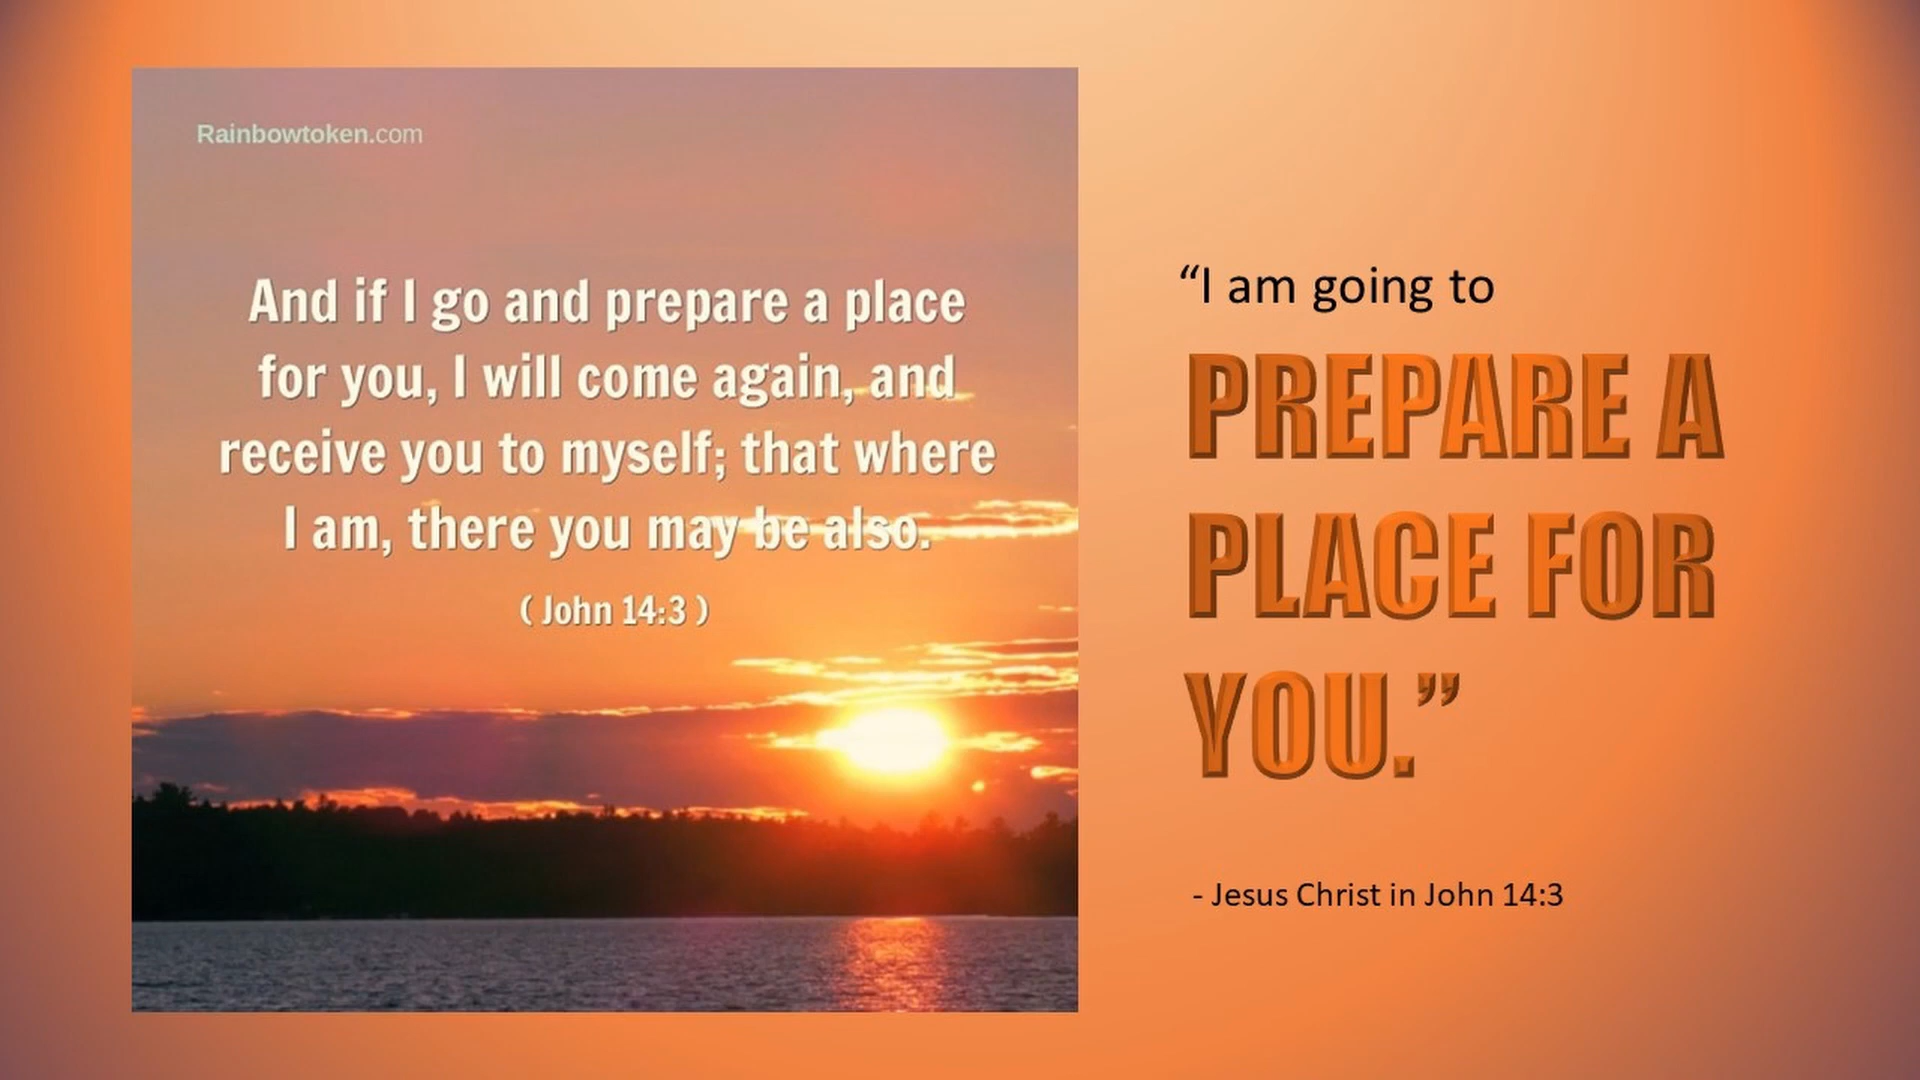 Rainbowtoken.com
And if I go and prepare a place
for you, I will come again, and
receive you to myself; that where
I am, there you may be also.
( John 14:3 )
“I am going to
PREPARE A
PLACE FOR
YOU.”
- Jesus Christ in John 14:3